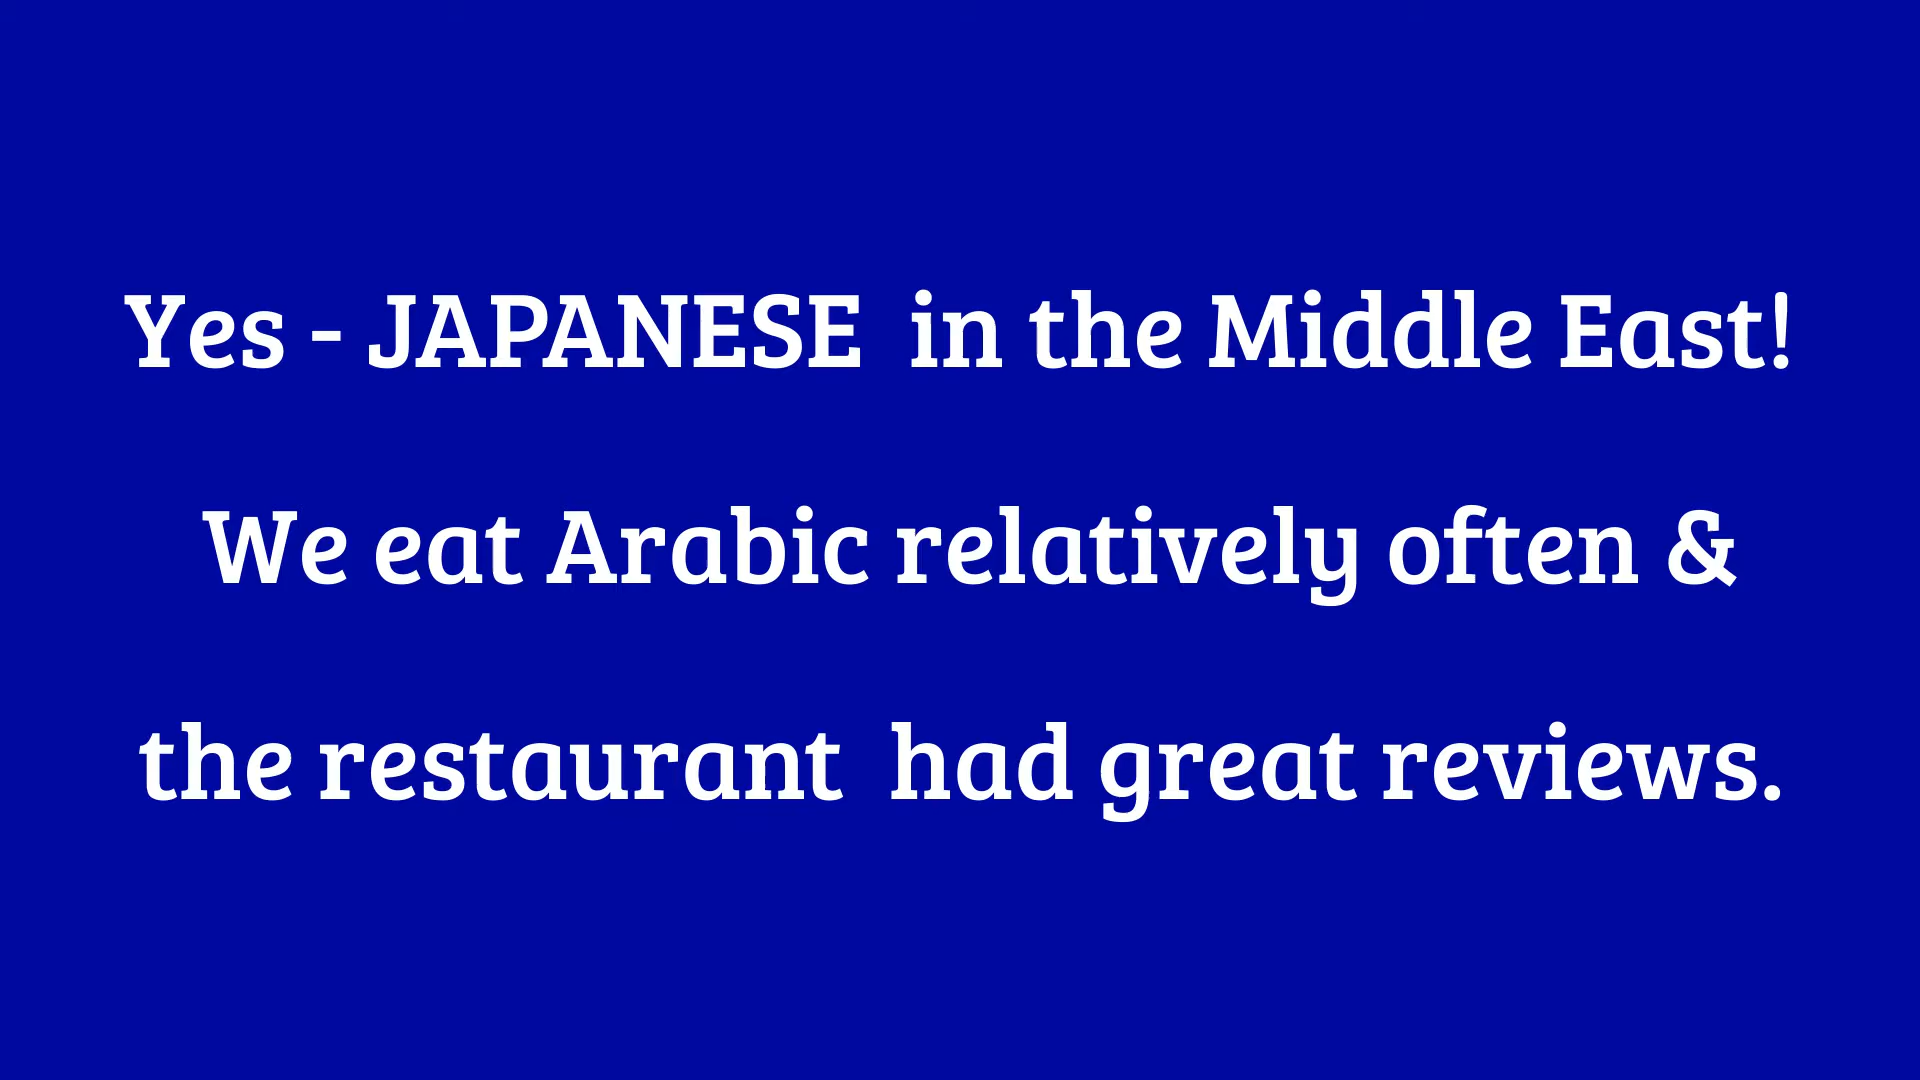 Yes - JAPANESE  in the Middle East!
We eat Arabic relatively often &
the restaurant  had great reviews.